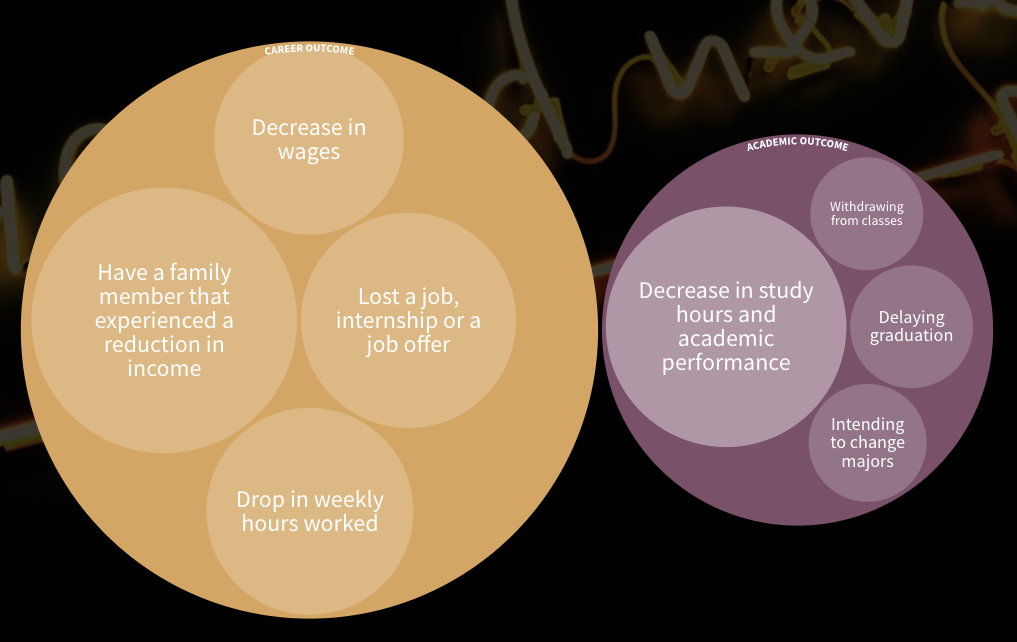 CAREER OUTCOME
Decrease in
wages
Have a family
member that
experienced a
reduction in
income
Lost a job,
internship or a
job offer
Drop in weekly
hours worked
ACADEMIC OUTCOME
Withdrawing
from classes
Decrease in study
hours and
academic
performance
Delaying
graduation
Intending
to change
majors